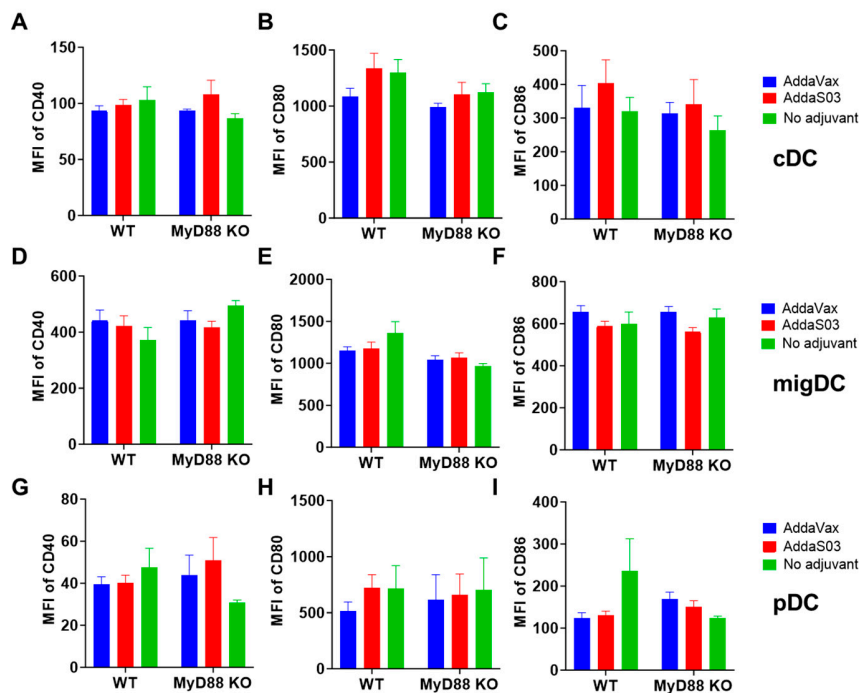 A
MFI of CD40
150
100
50
0
WT
MyD88 KO
B
MFI of CD80
1500
1000
500
0
WT
MyD88 KO
C
MFI of CD86
500
400
300
200
100
0
WT
MyD88 KO
AddaVax
AddaS03
No adjuvant
cDC
D
MFI of CD40
600
400
200
0
WT
MyD88 KO
E
MFI of CD80
2000
1500
1000
500
0
WT
MyD88 KO
F
MFI of CD86
800
600
400
200
0
WT
MyD88 KO
AddaVax
AddaS03
No adjuvant
migDC
G
MFI of CD40
80
60
40
20
0
WT
MyD88 KO
H
MFI of CD80
1500
1000
500
0
WT
MyD88 KO
I
MFI of CD86
400
300
200
100
0
WT
MyD88 KO
AddaVax
AddaS03
No adjuvant
pDC